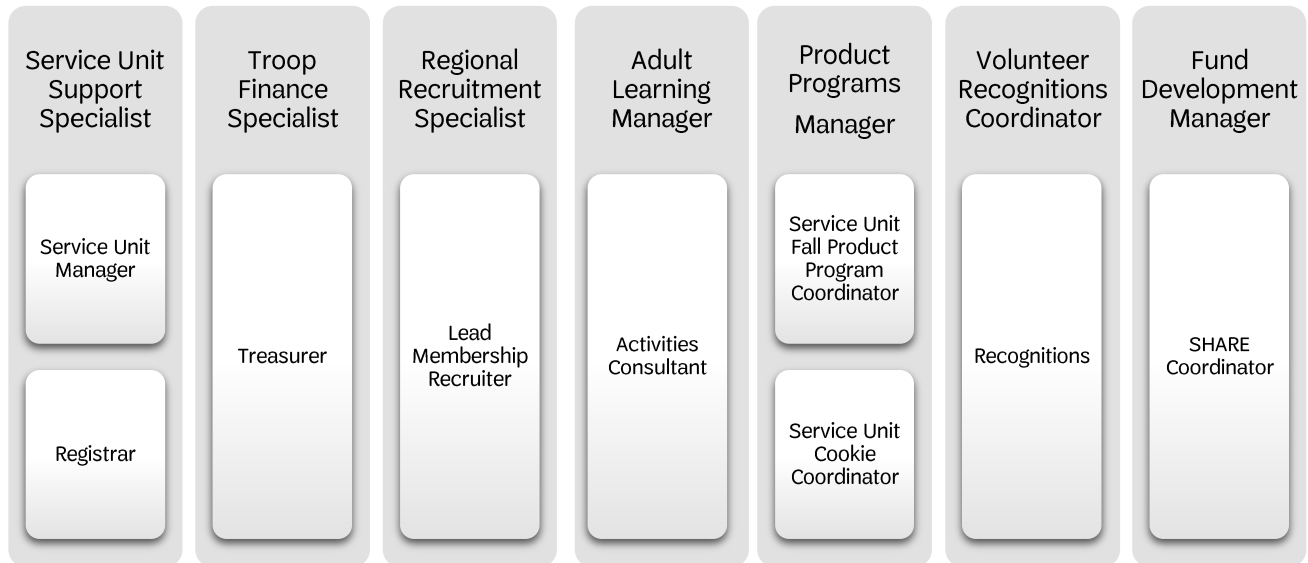 Service Unit
Support
Specialist
Service Unit
Manager
Registrar
Troop
Finance
Specialist
Treasurer
Regional
Recruitment
Specialist
Lead
Membership
Recruiter
Adult
Learning
Manager
Activities
Consultant
Product
Programs
Manager
Service Unit
Fall Product
Program
Coordinator
Service Unit
Cookie
Coordinator
Volunteer
Recognitions
Coordinator
Recognitions
Fund
Development
Manager
SHARE
Coordinator